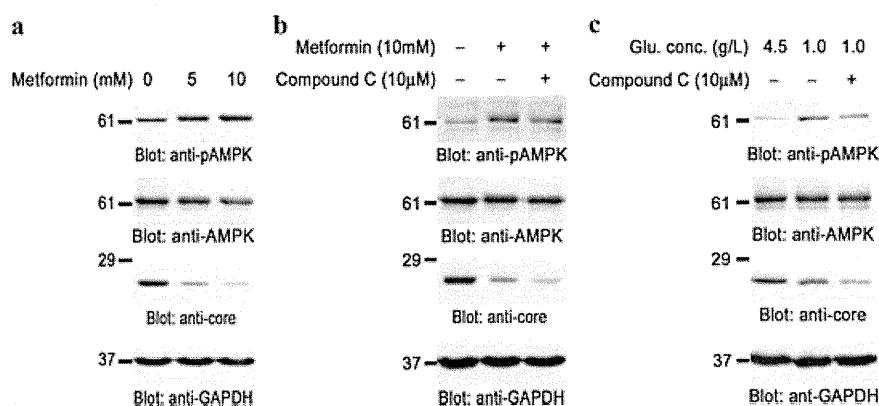 a
Metformin (mM) 0 5 10
61
Blot: anti-pAMPK
61
Blot: anti-AMPK
29
Blot: anti-core
37
Blot: anti-GAPDH
b
Metformin (10mM) – + +
Compound C (10μM) – – +
61
Blot: anti-pAMPK
61
Blot: anti-AMPK
29
Blot: anti-core
37
Blot: anti-GAPDH
c
Glu. conc. (g/L) 4.5 1.0 1.0
Compound C (10μM) – – +
61
Blot: anti-pAMPK
61
Blot: anti-AMPK
29
Blot: anti-core
37
Blot: ant-GAPDH